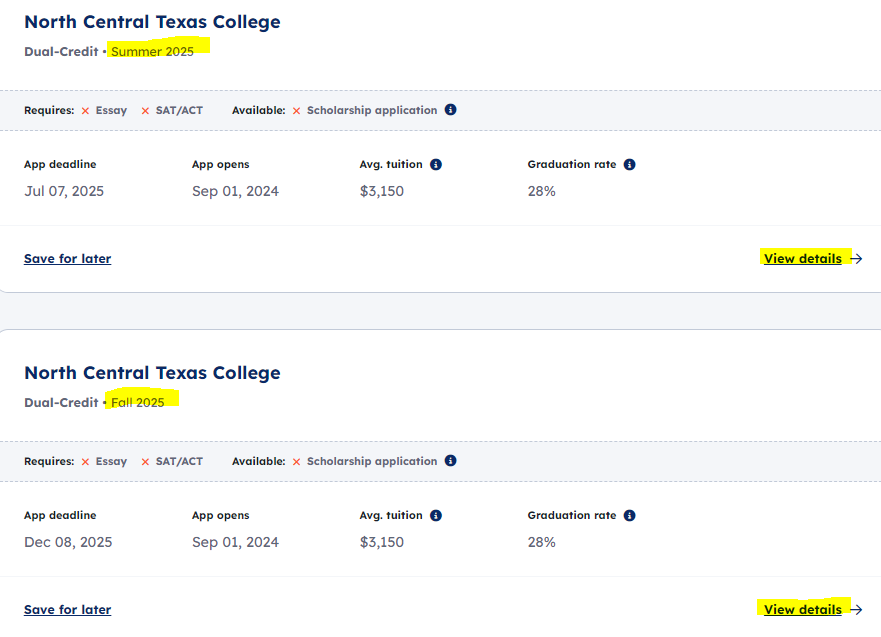 North Central Texas College
Dual-Credit • Summer 2025
Requires: × Essay × SAT/ACT Available: × Scholarship application i
App deadline App opens Avg. tuition i Graduation rate i
Jul 07, 2025 Sep 01, 2024 $3,150 28%
Save for later View details →
North Central Texas College
Dual-Credit • Fall 2025
Requires: × Essay × SAT/ACT Available: × Scholarship application i
App deadline App opens Avg. tuition i Graduation rate i
Dec 08, 2025 Sep 01, 2024 $3,150 28%
Save for later View details →